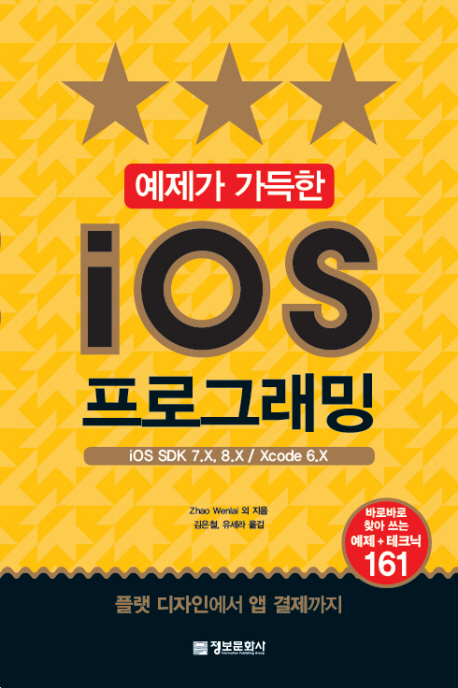 예제가 가득한
iOS
프로그래밍
iOS SDK 7.X, 8.X / Xcode 6.X
Zhao Wenlai 외 지음
김은철, 유세라 옮김
바로바로
찾아 쓰는
예제 + 테크닉
161
플랫 디자인에서 앱 결제까지
정보문화사
Information Publishing Group